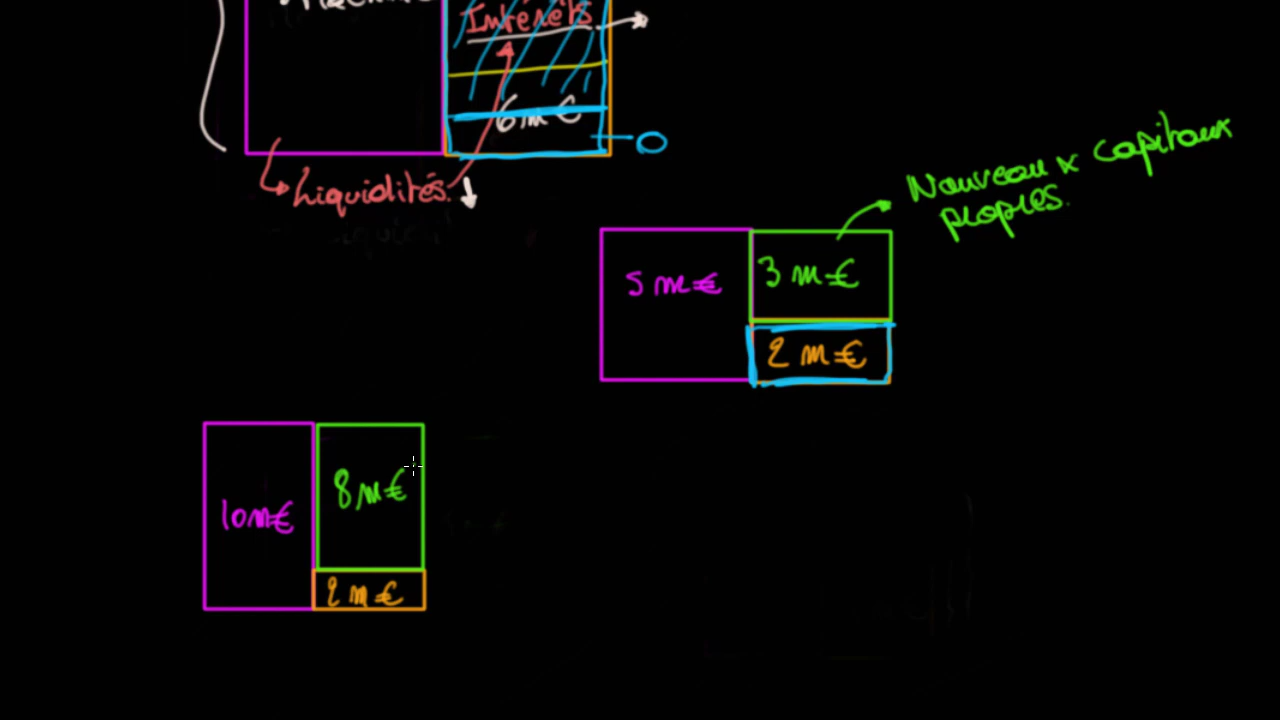 Intérêts
6 m €
0
Liquidités
Nouveaux capitaux
propres.
5 m €
3 m €
2 m €
10 m €
8 m €
2 m €